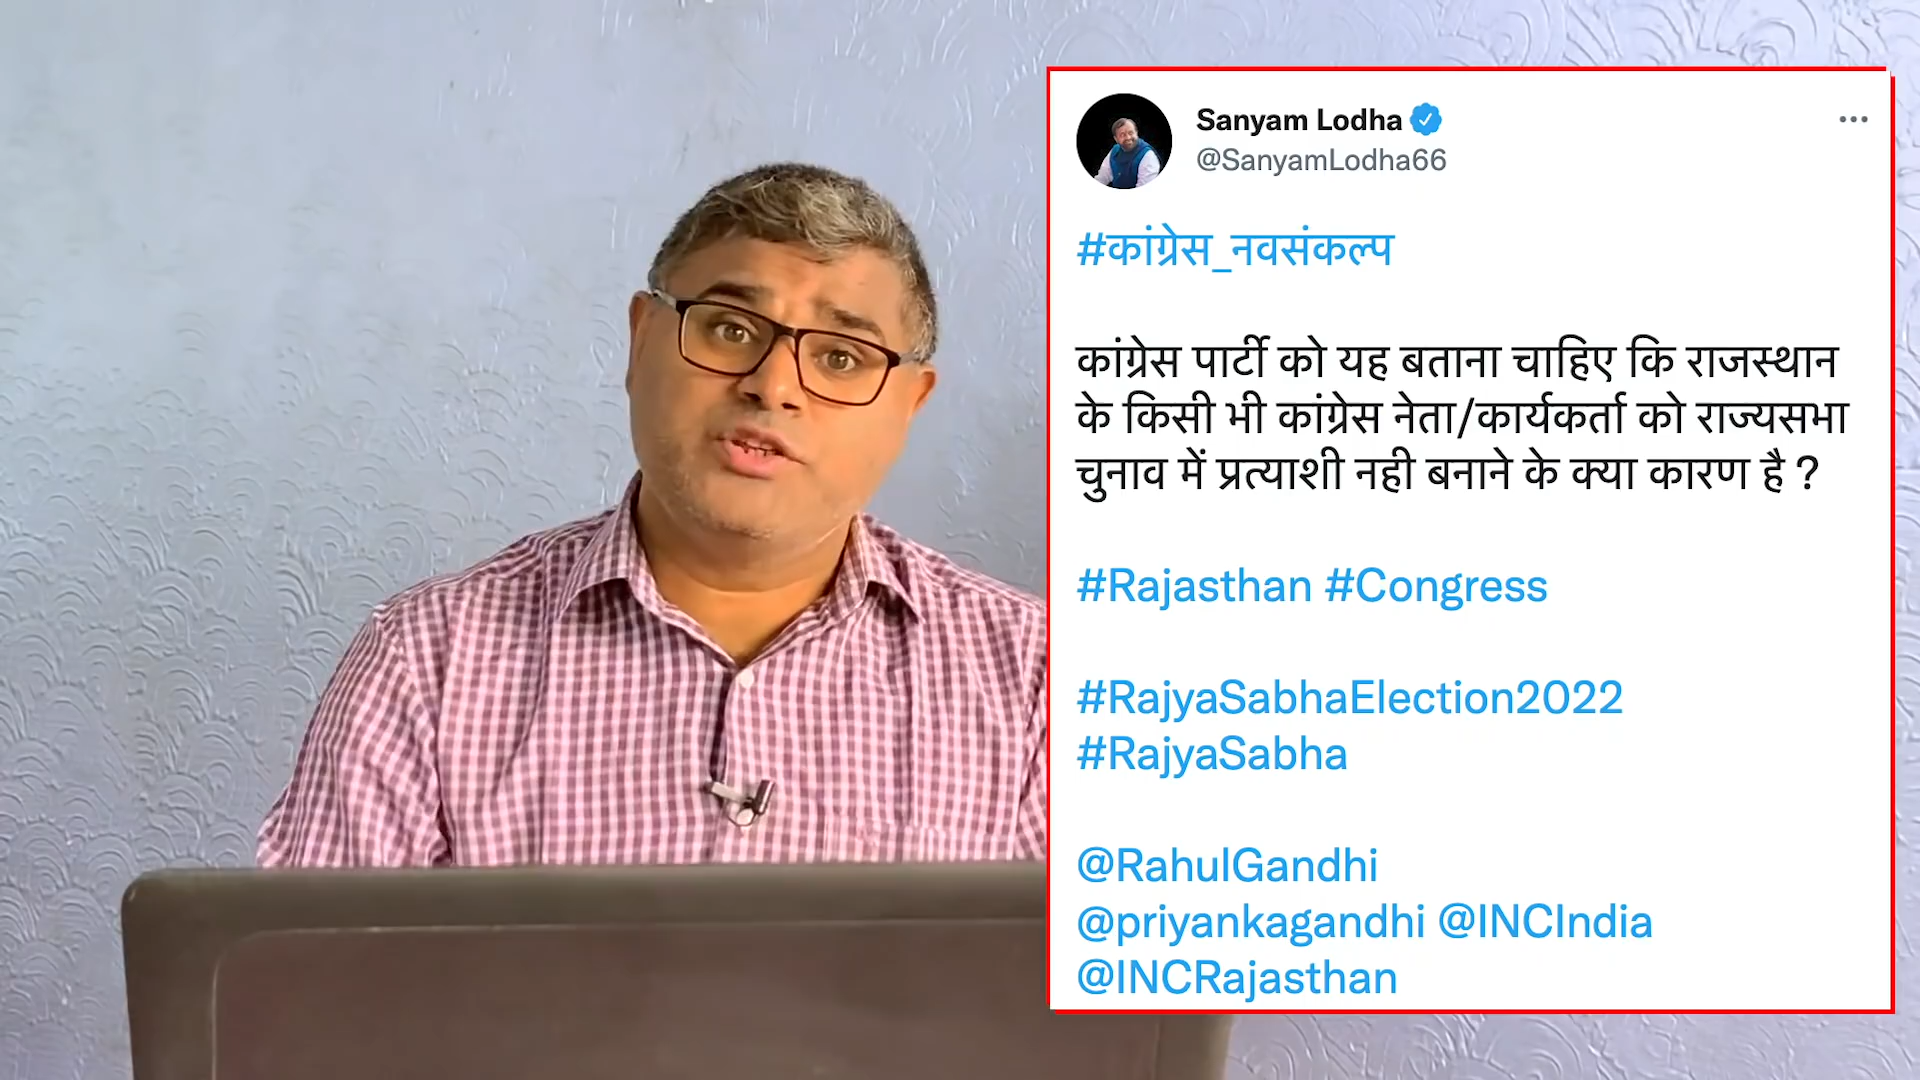 Sanyam Lodha
@SanyamLodha66
#कांग्रेस_नवसंकल्प
कांग्रेस पार्टी को यह बताना चाहिए कि राजस्थान
के किसी भी कांग्रेस नेता/कार्यकर्ता को राज्यसभा
चुनाव में प्रत्याशी नही बनाने के क्या कारण है ?
#Rajasthan #Congress
#RajyaSabhaElection2022
#RajyaSabha
@RahulGandhi
@priyankagandhi @INCIndia
@INCRajasthan